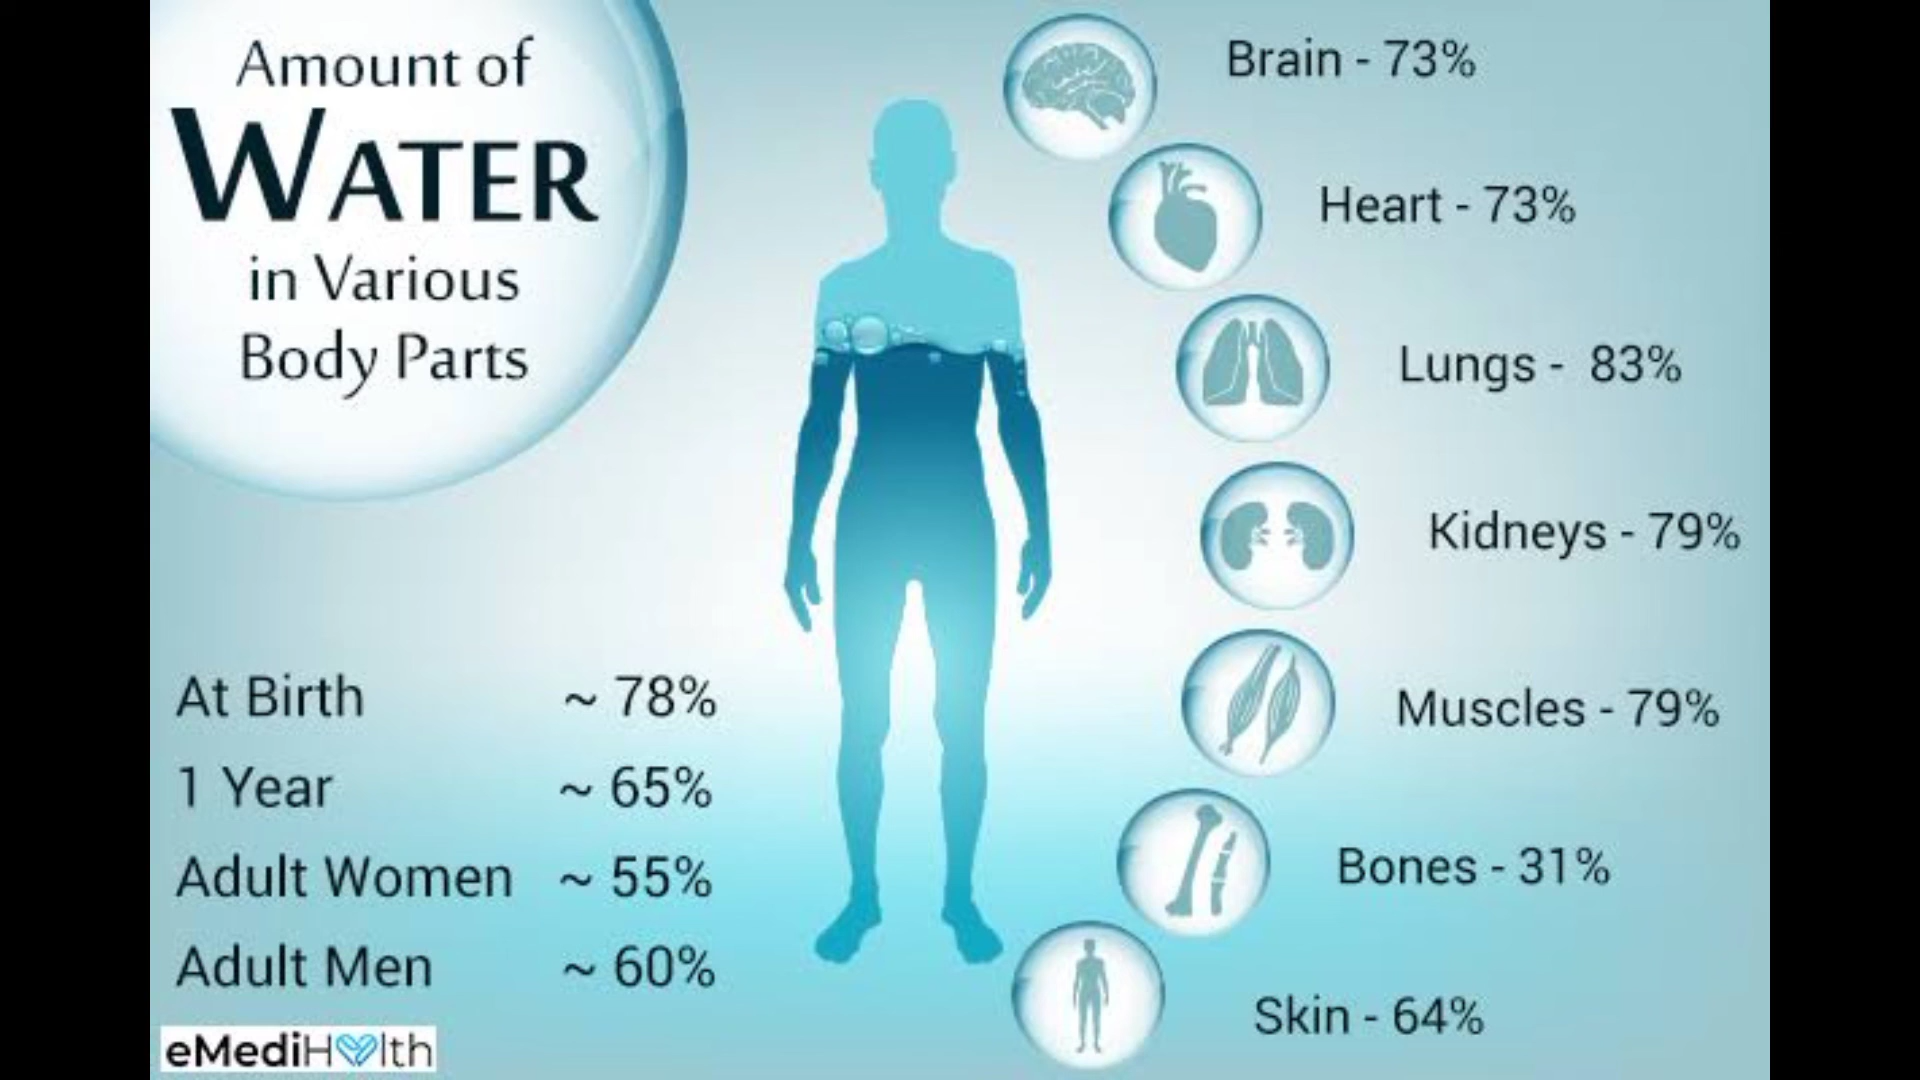 Amount of
WATER
in Various
Body Parts
Brain - 73%
Heart - 73%
Lungs - 83%
Kidneys - 79%
Muscles - 79%
Bones - 31%
Skin - 64%
At Birth ~ 78%
1 Year ~ 65%
Adult Women ~ 55%
Adult Men ~ 60%
eMediHealth